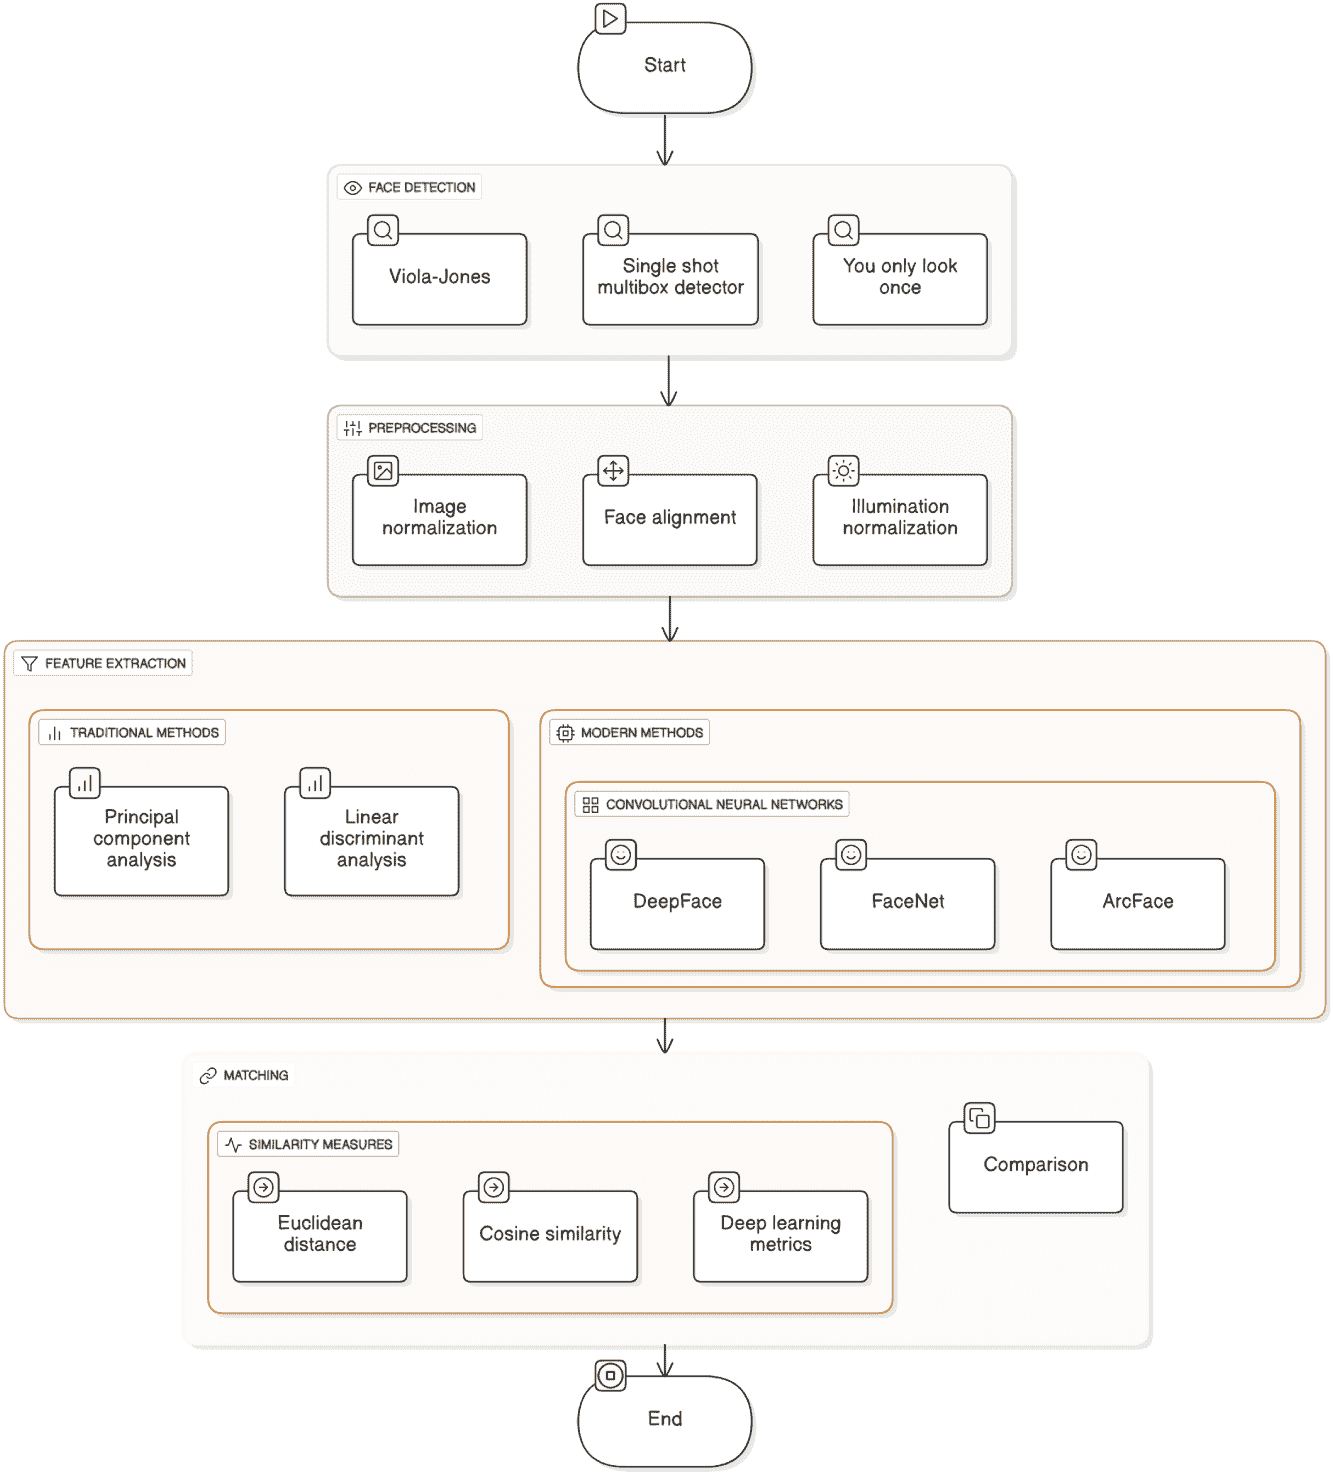 Start
FACE DETECTION
Viola-Jones
Single shot
multibox detector
You only look
once
PREPROCESSING
Image
normalization
Face alignment
Illumination
normalization
FEATURE EXTRACTION
TRADITIONAL METHODS
Principal
component
analysis
Linear
discriminant
analysis
MODERN METHODS
CONVOLUTIONAL NEURAL NETWORKS
DeepFace
FaceNet
ArcFace
MATCHING
SIMILARITY MEASURES
Euclidean
distance
Cosine similarity
Deep learning
metrics
Comparison
End